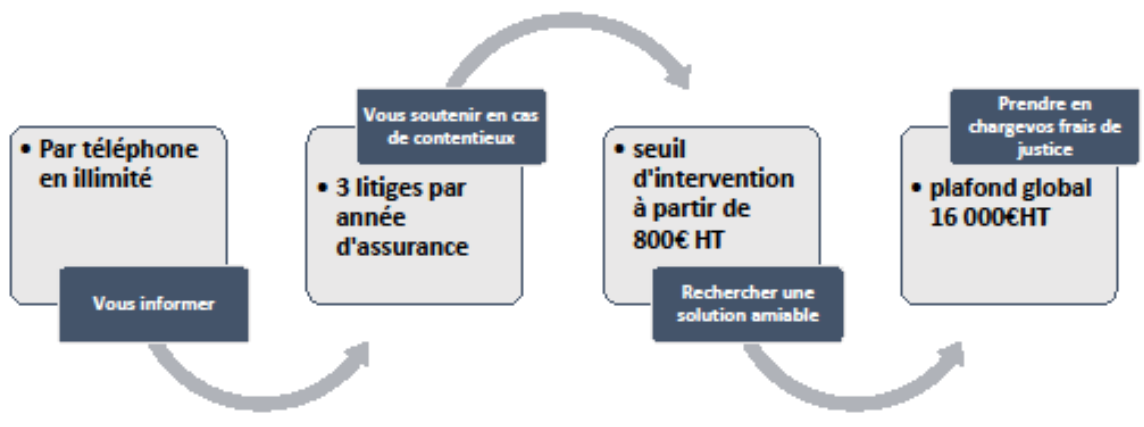 • Par téléphone
en illimité
Vous informer
Vous soutenir en cas
de contentieux
• 3 litiges par
année
d'assurance
• seuil
d'intervention
à partir de
800€ HT
Rechercher une
solution amiable
Prendre en
chargevos frais de
justice
• plafond global
16 000€HT